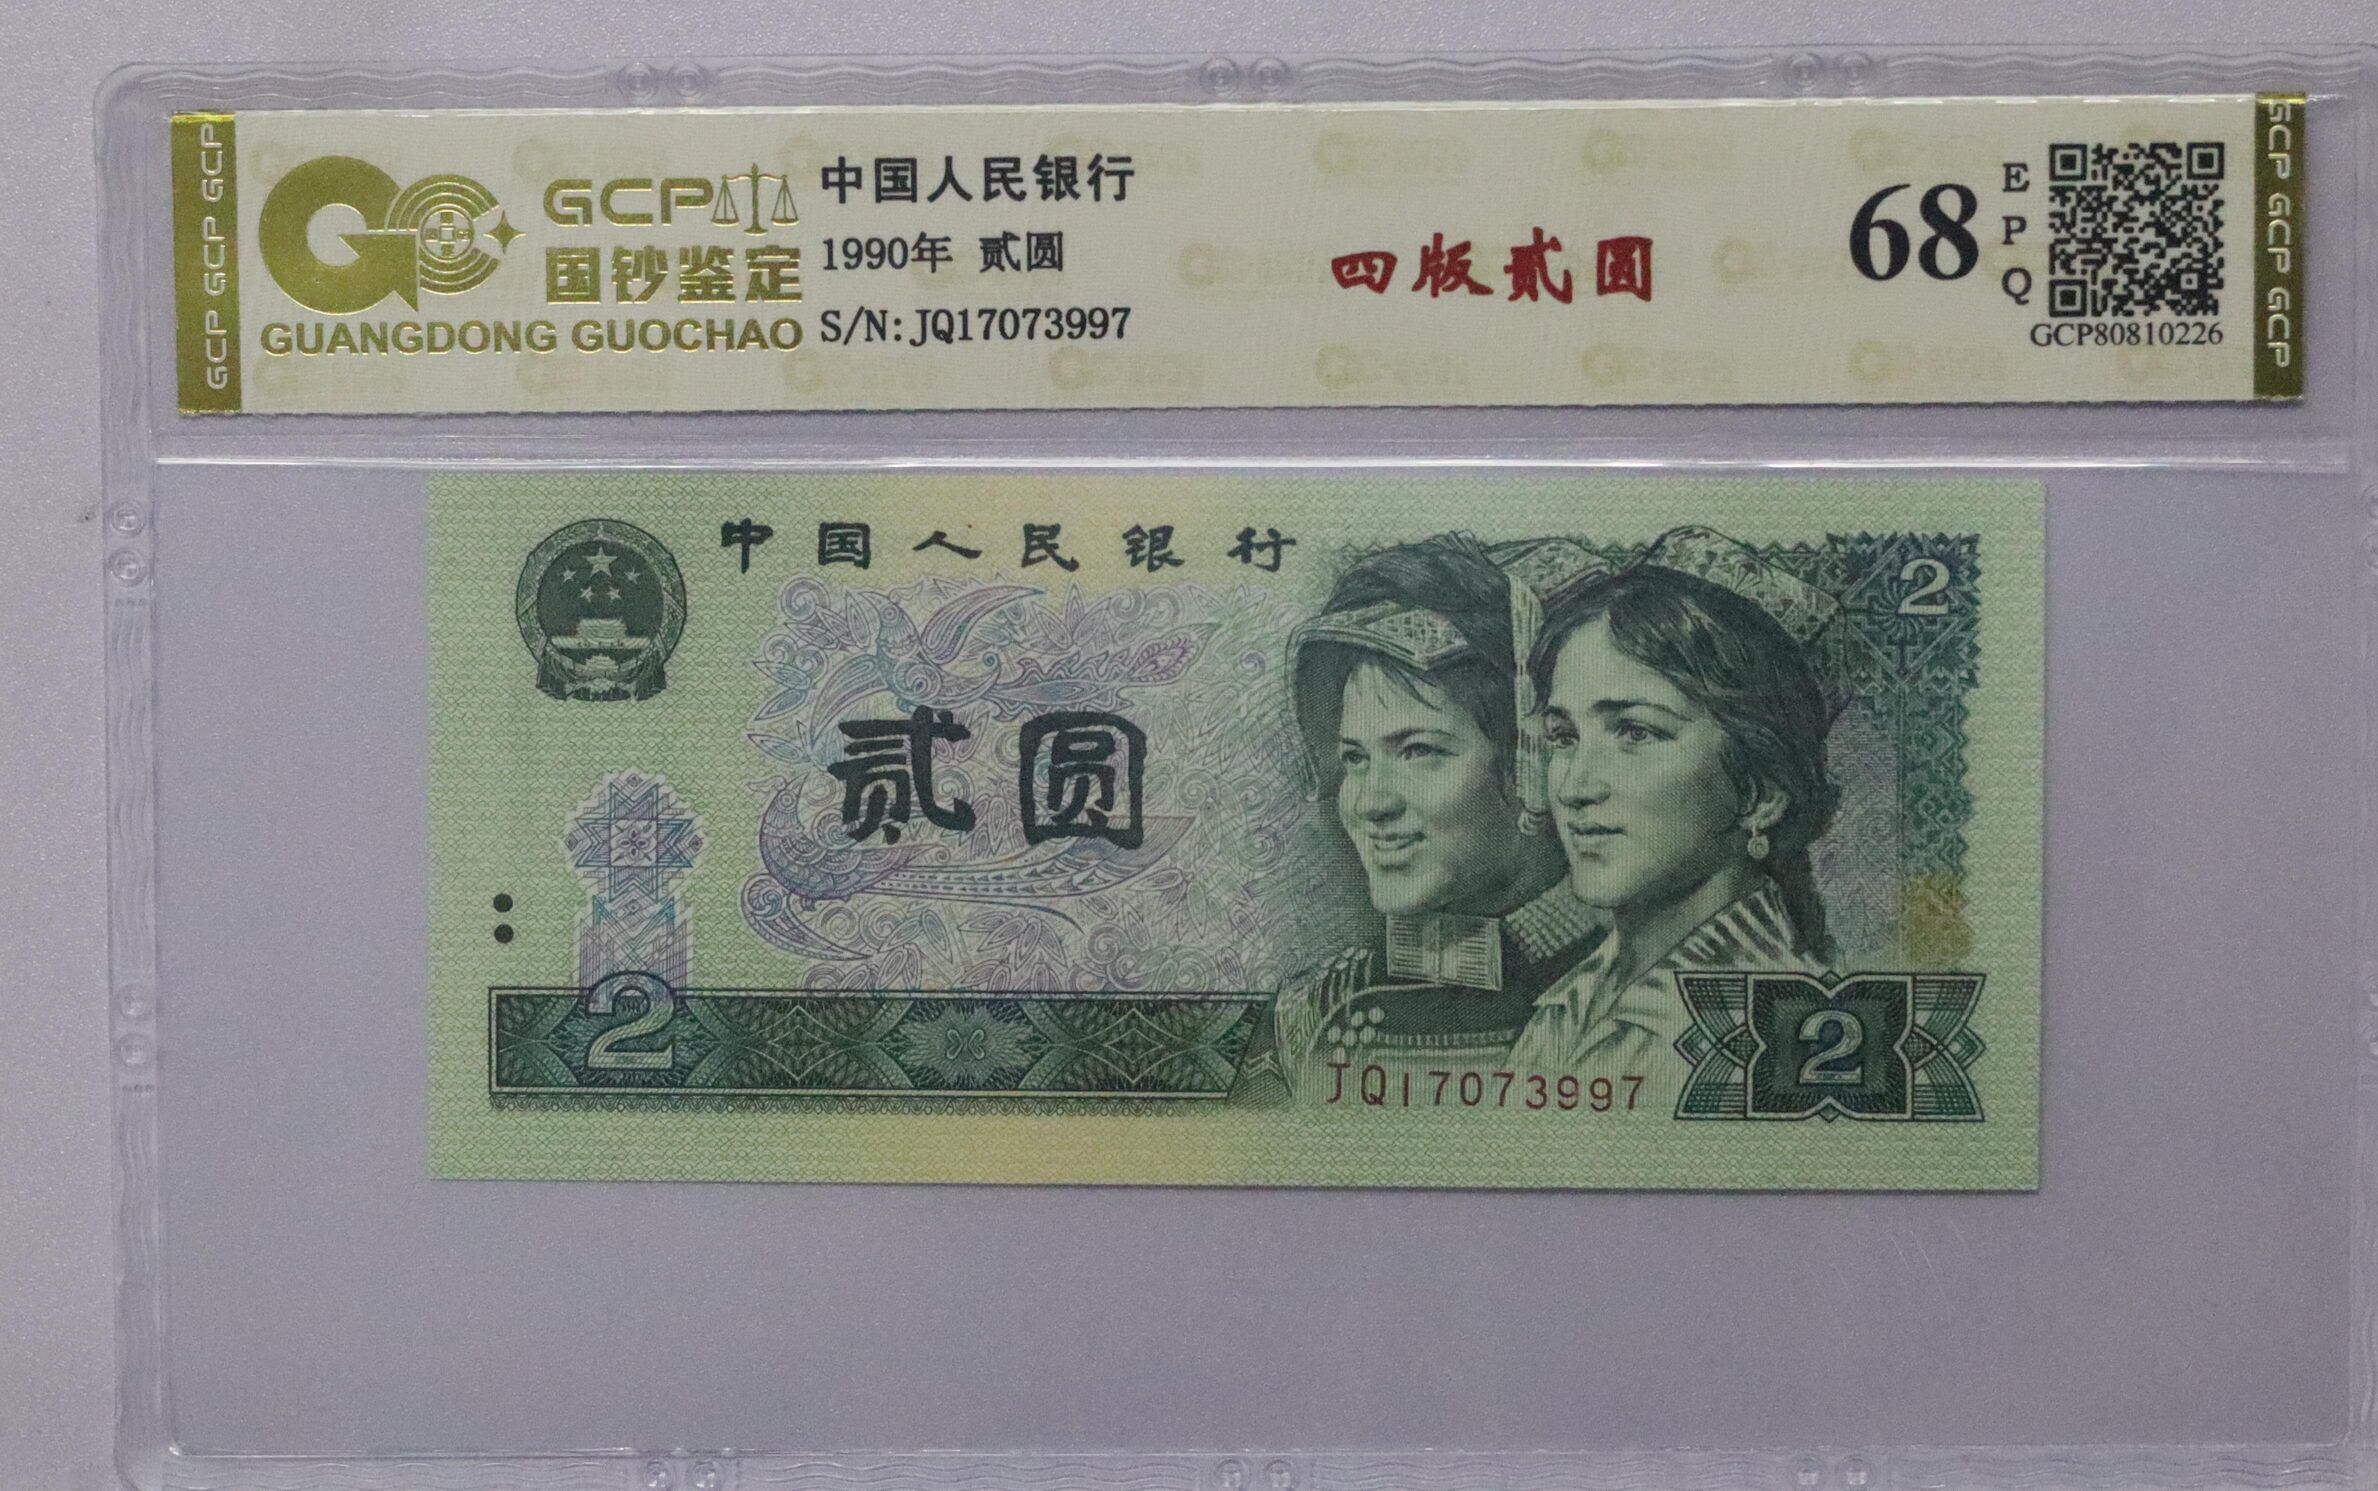 GCP GCP GCP
GCP
国钞鉴定
GUANGDONG GUOCHAO
中国人民银行
1990年 贰圆
S/N: JQ17073997
四版贰圆
68
E
P
Q
GCP80810226
GCP GCP GCP
中国人民银行
2
贰圆
2
2
JQ17073997